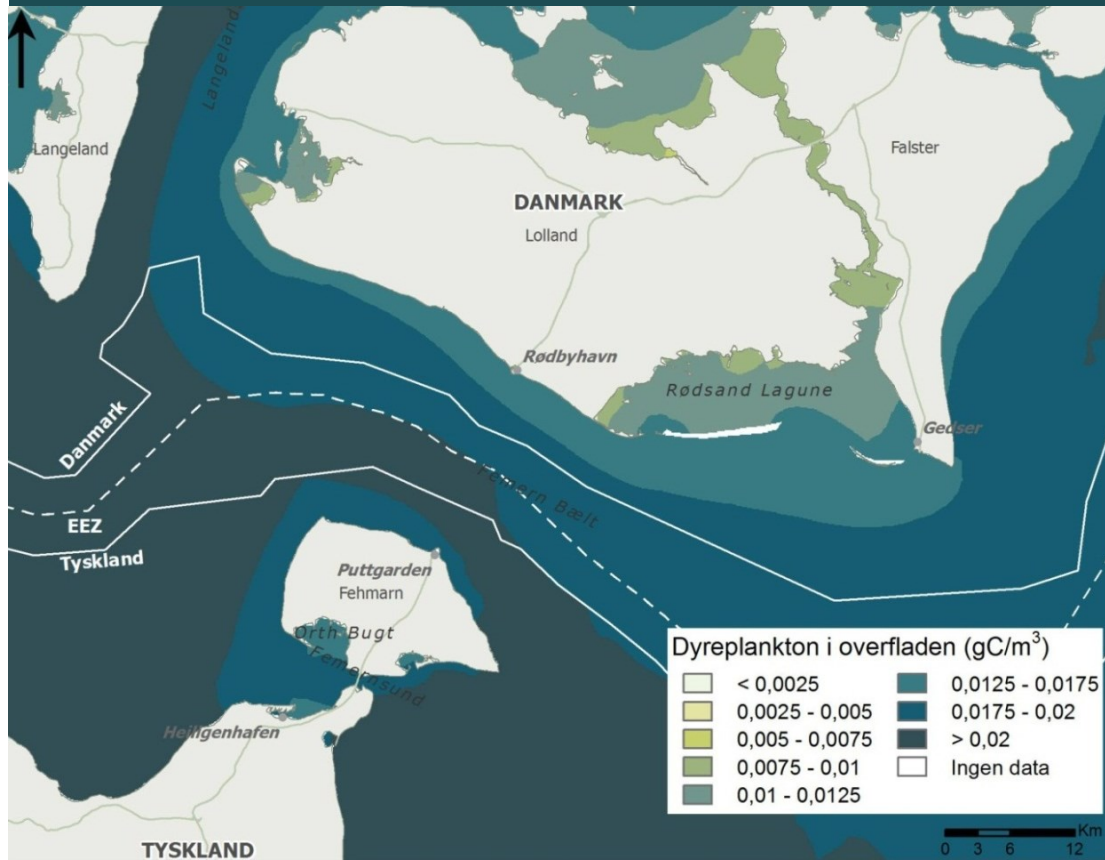 Langeland
Langeland
Falster
DANMARK
Lolland
Rødbyhavn
Rødsand Lagune
Gedser
Danmark
Femern Bælt
EEZ
Tyskland
Puttgarden
Fehmarn
Orth Bugt
Femernsund
Heiligenhafen
TYSKLAND
Dyreplankton i overfladen (gC/m³)
< 0,0025
0,0025 - 0,005
0,005 - 0,0075
0,0075 - 0,01
0,01 - 0,0125
0,0125 - 0,0175
0,0175 - 0,02
> 0,02
Ingen data
Km
0 3 6 12